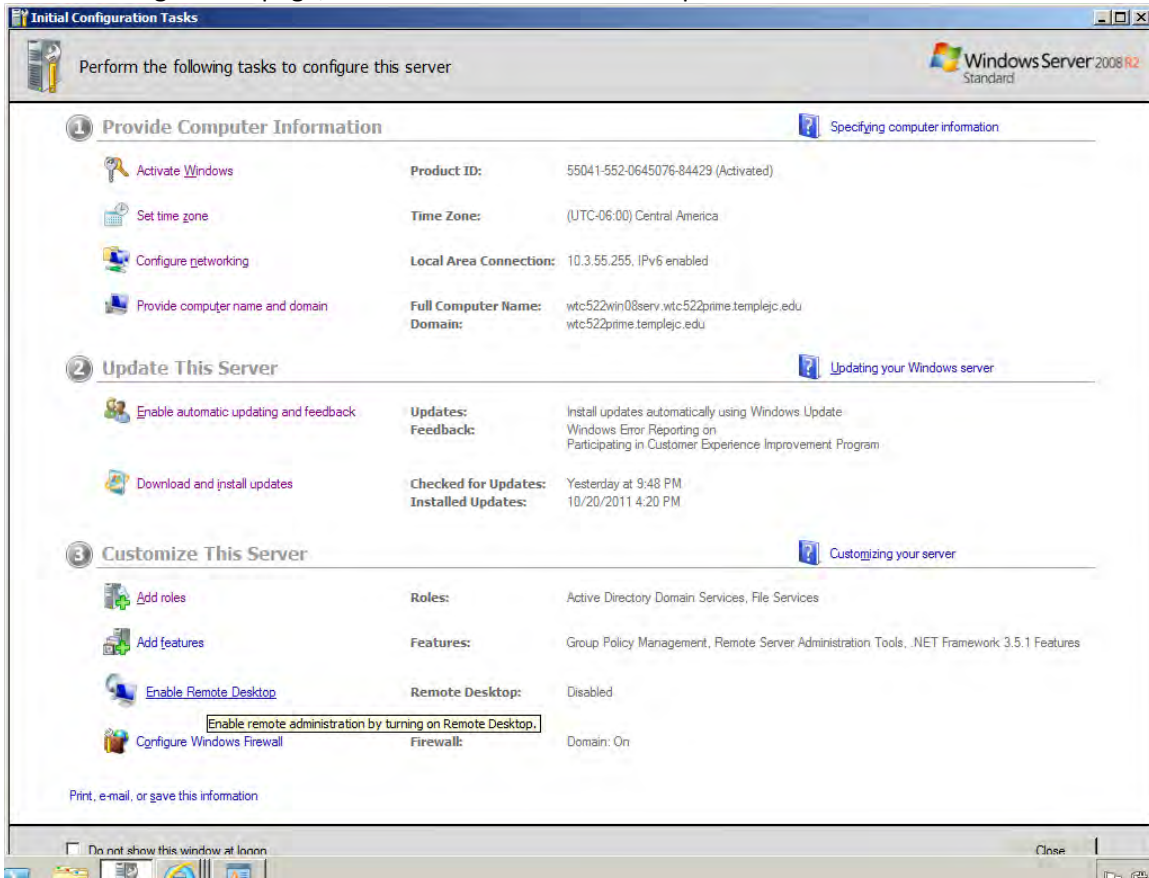 Initial Configuration Tasks
Perform the following tasks to configure this server
Windows Server 2008 R2
Standard
1 Provide Computer Information
Specifying computer information
Activate Windows Product ID: 55041-552-0645076-84429 (Activated)
Set time zone Time Zone: (UTC-06:00) Central America
Configure networking Local Area Connection: 10.3.55.255, IPv6 enabled
Provide computer name and domain Full Computer Name: wtc522win08serv.wtc522prime.templejc.edu
Domain: wtc522prime.templejc.edu
2 Update This Server
Updating your Windows server
Enable automatic updating and feedback Updates: Install updates automatically using Windows Update
Feedback: Windows Error Reporting on
Participating in Customer Experience Improvement Program
Download and install updates Checked for Updates: Yesterday at 9:48 PM
Installed Updates: 10/20/2011 4:20 PM
3 Customize This Server
Customizing your server
Add roles Roles: Active Directory Domain Services, File Services
Add features Features: Group Policy Management, Remote Server Administration Tools, .NET Framework 3.5.1 Features
Enable Remote Desktop Remote Desktop: Disabled
Enable remote administration by turning on Remote Desktop.
Configure Windows Firewall Firewall: Domain: On
Print, e-mail, or save this information
Do not show this window at logon
Close